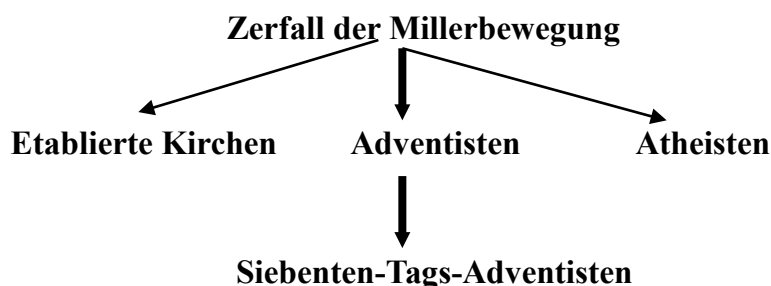 Zerfall der Millerbewegung
Etablierte Kirchen Adventisten Atheisten
Siebenten-Tags-Adventisten